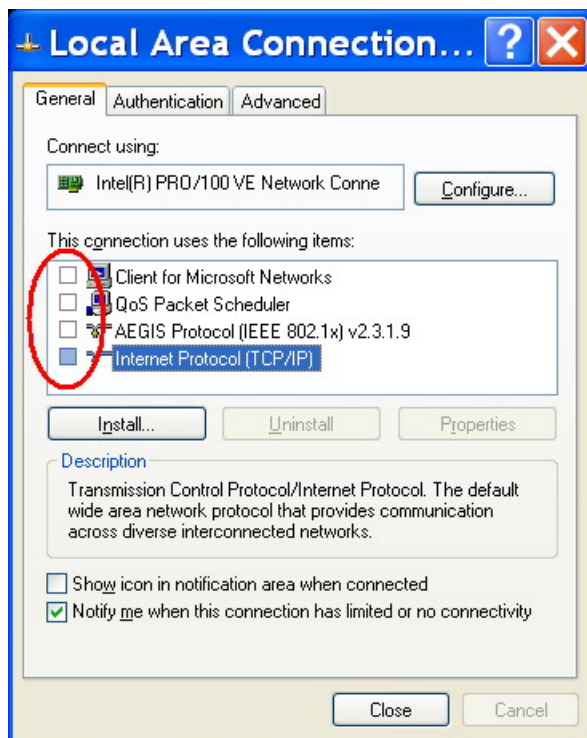 Local Area Connection...
General Authentication Advanced
Connect using:
Intel(R) PRO/100 VE Network Conne
Configure...
This connection uses the following items:
Client for Microsoft Networks
QoS Packet Scheduler
AEGIS Protocol (IEEE 802.1x) v2.3.1.9
Internet Protocol (TCP/IP)
Install... Uninstall Properties
Description
Transmission Control Protocol/Internet Protocol. The default
wide area network protocol that provides communication
across diverse interconnected networks.
Show icon in notification area when connected
Notify me when this connection has limited or no connectivity
Close Cancel